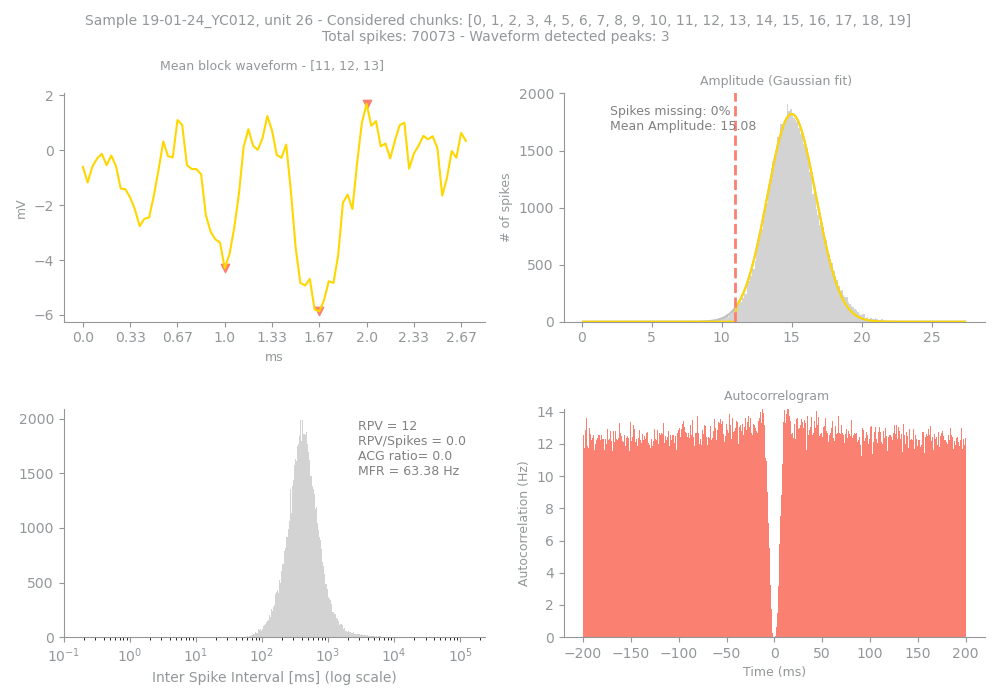 Sample 19-01-24_YC012, unit 26 - Considered chunks: [0, 1, 2, 3, 4, 5, 6, 7, 8, 9, 10, 11, 12, 13, 14, 15, 16, 17, 18, 19]
Total spikes: 70073 - Waveform detected peaks: 3
Mean block waveform - [11, 12, 13]
2
0
−2
−4
−6
mV
0.0 0.33 0.67 1.0 1.33 1.67 2.0 2.33 2.67
ms
Amplitude (Gaussian fit)
Spikes missing: 0%
Mean Amplitude: 15.08
2000
1500
1000
500
0
# of spikes
0 5 10 15 20 25
RPV = 12
RPV/Spikes = 0.0
ACG ratio= 0.0
MFR = 63.38 Hz
2000
1500
1000
500
0
10⁻¹ 10⁰ 10¹ 10² 10³ 10⁴ 10⁵
Inter Spike Interval [ms] (log scale)
Autocorrelogram
14
12
10
8
6
4
2
0
Autocorrelation (Hz)
−200 −150 −100 −50 0 50 100 150 200
Time (ms)